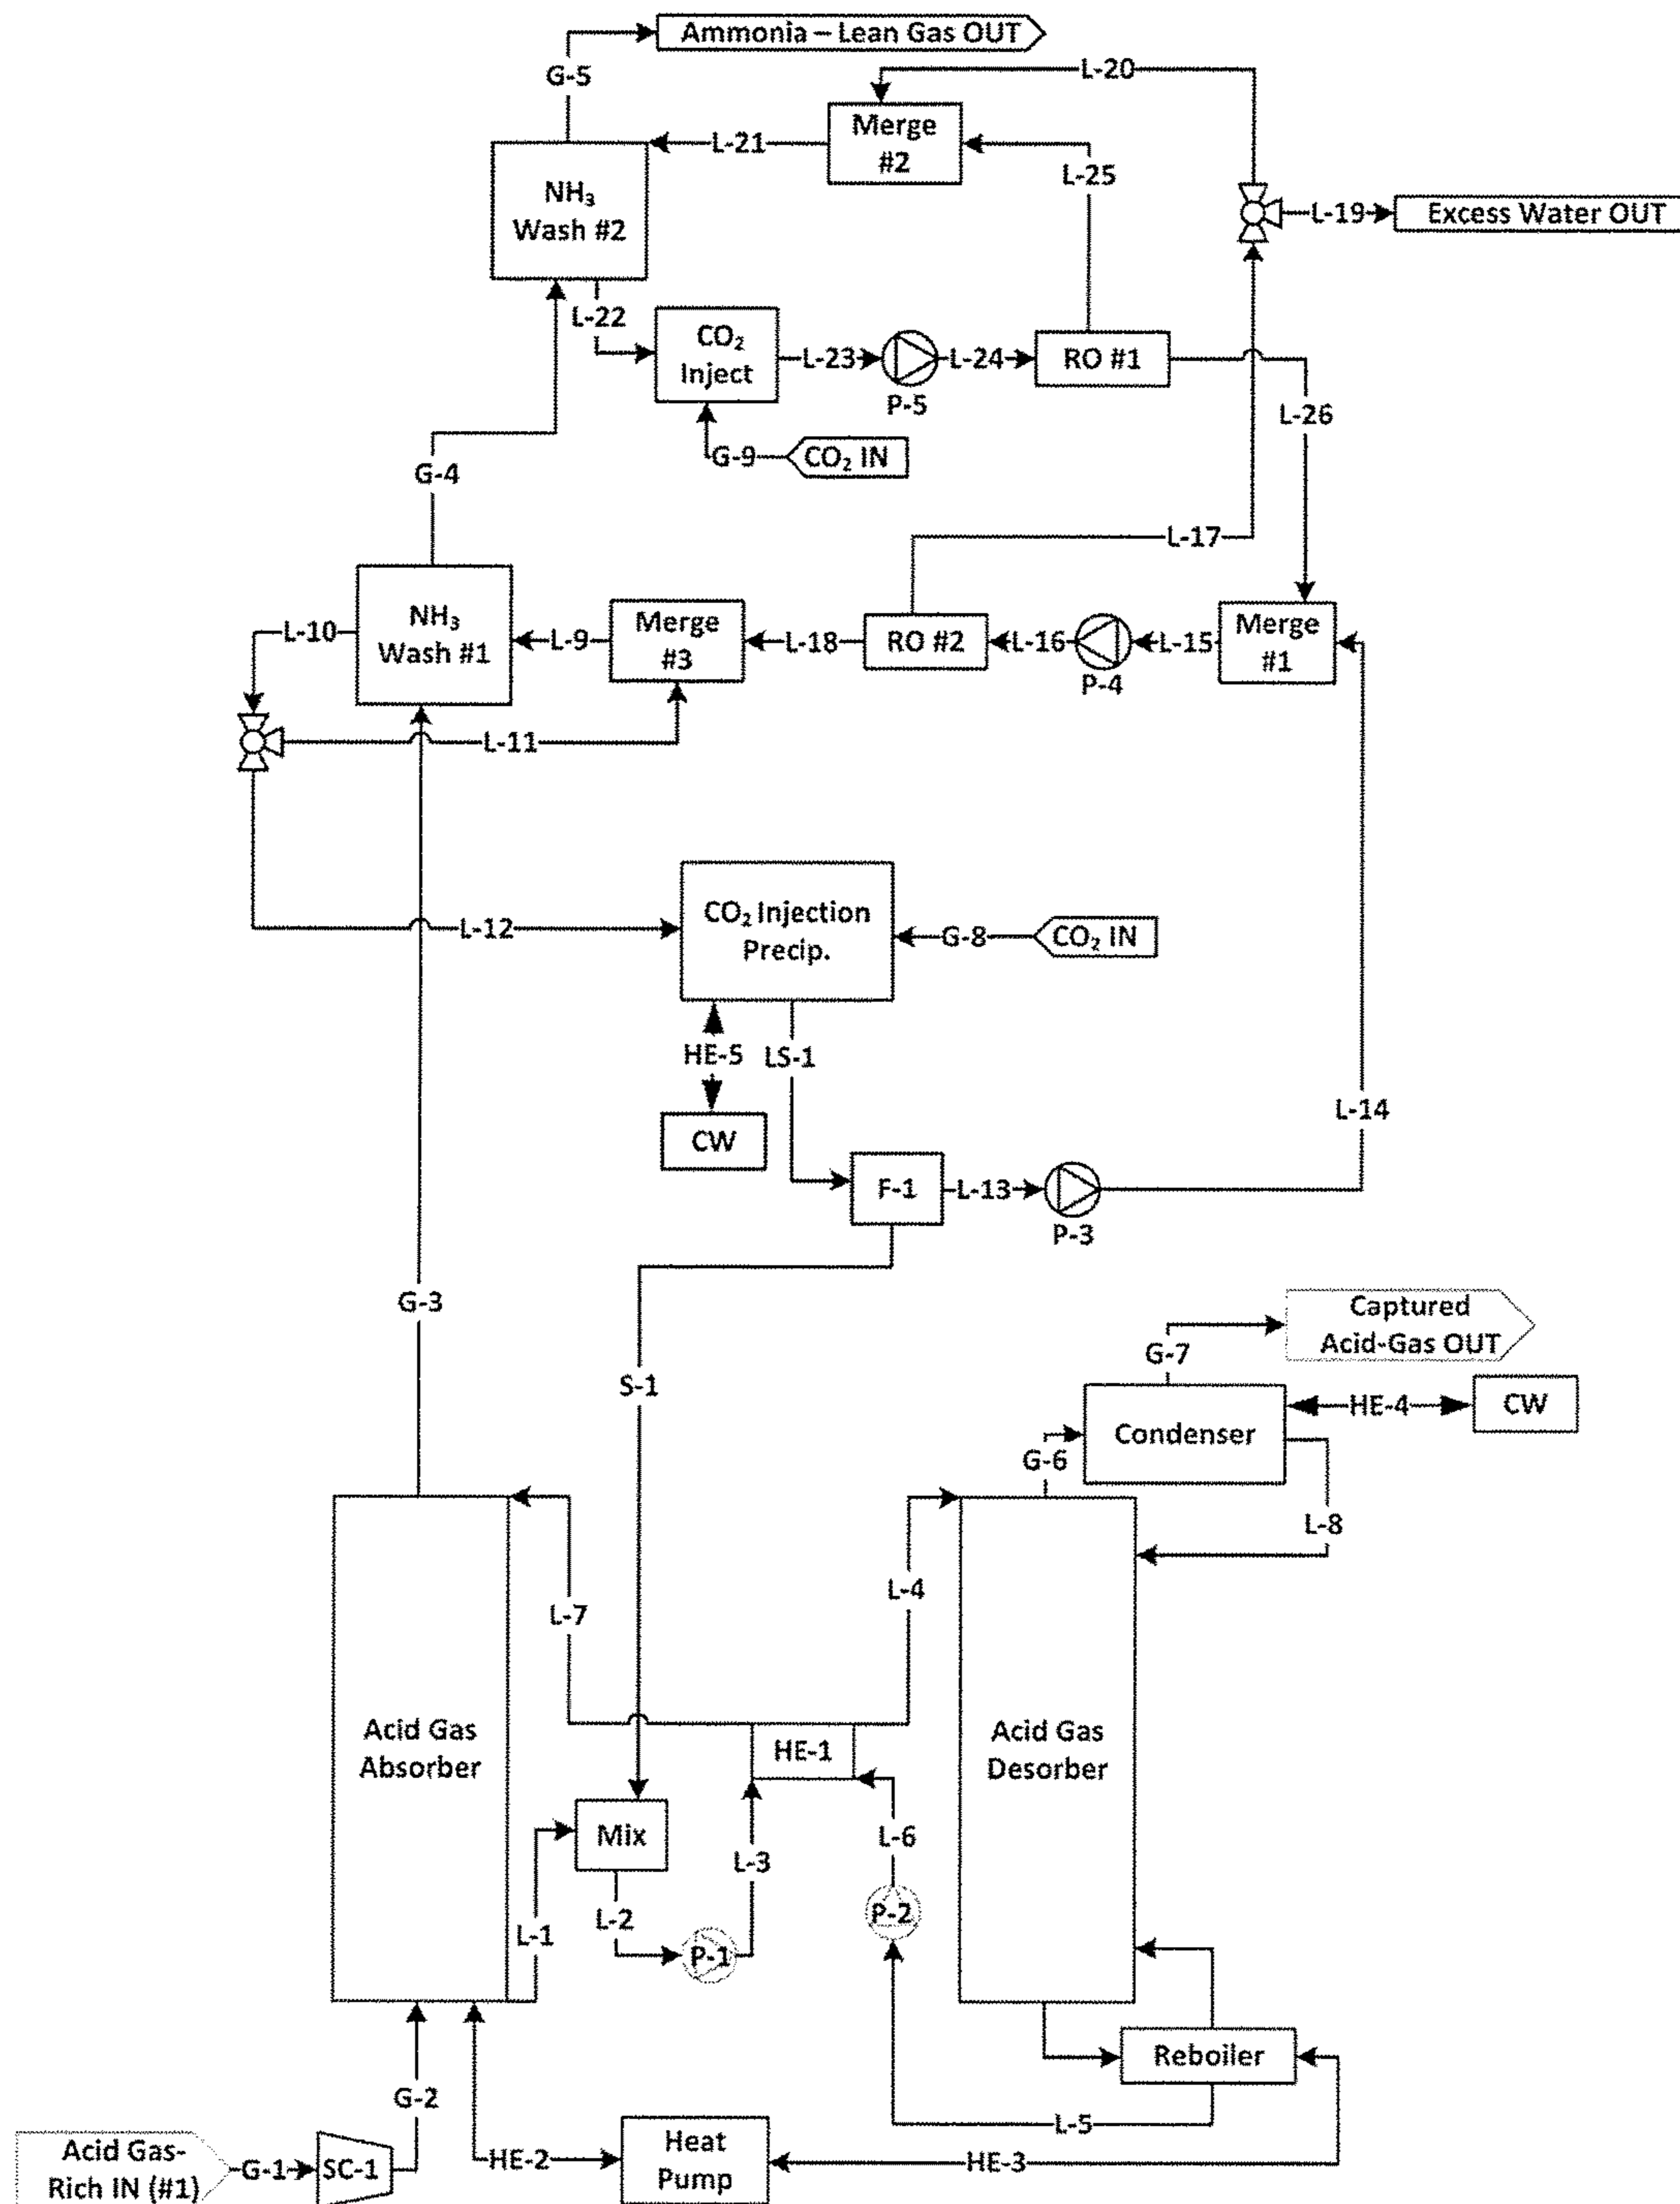 Ammonia – Lean Gas OUT
G-5
L-20
Merge
#2
L-21
L-25
NH₃
Wash #2
L-19
Excess Water OUT
L-22
CO₂
Inject
L-23
P-5
L-24
RO #1
L-26
G-9
CO₂ IN
G-4
L-17
NH₃
Wash #1
L-10
L-9
Merge
#3
L-18
RO #2
L-16
P-4
L-15
Merge
#1
L-11
L-12
CO₂ Injection
Precip.
G-8
CO₂ IN
HE-5
LS-1
CW
L-14
F-1
L-13
P-3
G-3
S-1
Captured
Acid-Gas OUT
G-7
Condenser
HE-4
CW
G-6
L-8
L-7
L-4
Acid Gas
Absorber
HE-1
Acid Gas
Desorber
Mix
L-3
L-6
L-1
L-2
P-1
P-2
Reboiler
G-2
L-5
Acid Gas-
Rich IN (#1)
G-1
SC-1
HE-2
Heat
Pump
HE-3